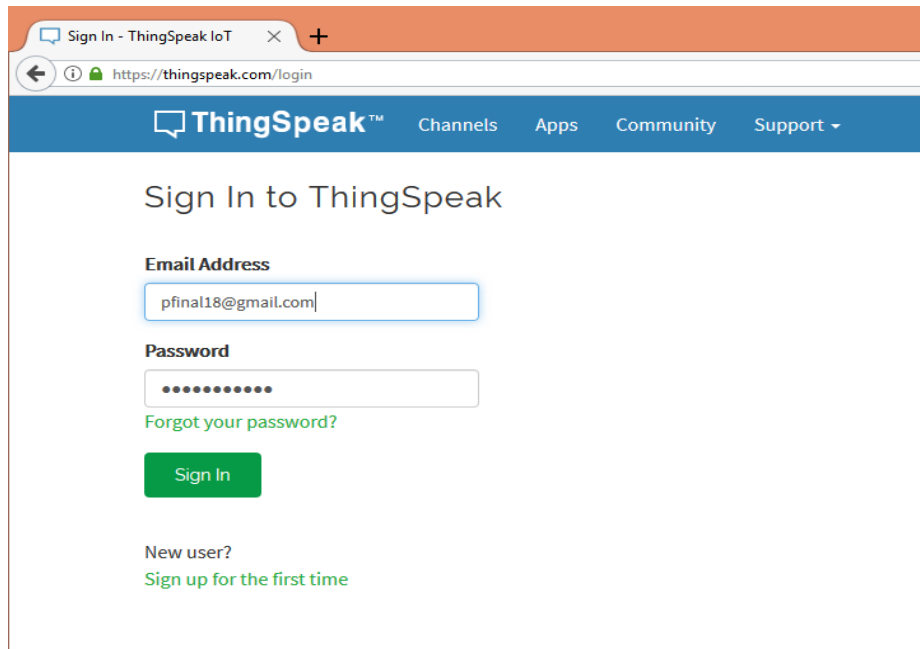 Sign In - ThingSpeak IoT
https://thingspeak.com/login
ThingSpeak™ Channels Apps Community Support
Sign In to ThingSpeak
Email Address
pfinal18@gmail.com
Password
•••••••••••
Forgot your password?
Sign In
New user?
Sign up for the first time